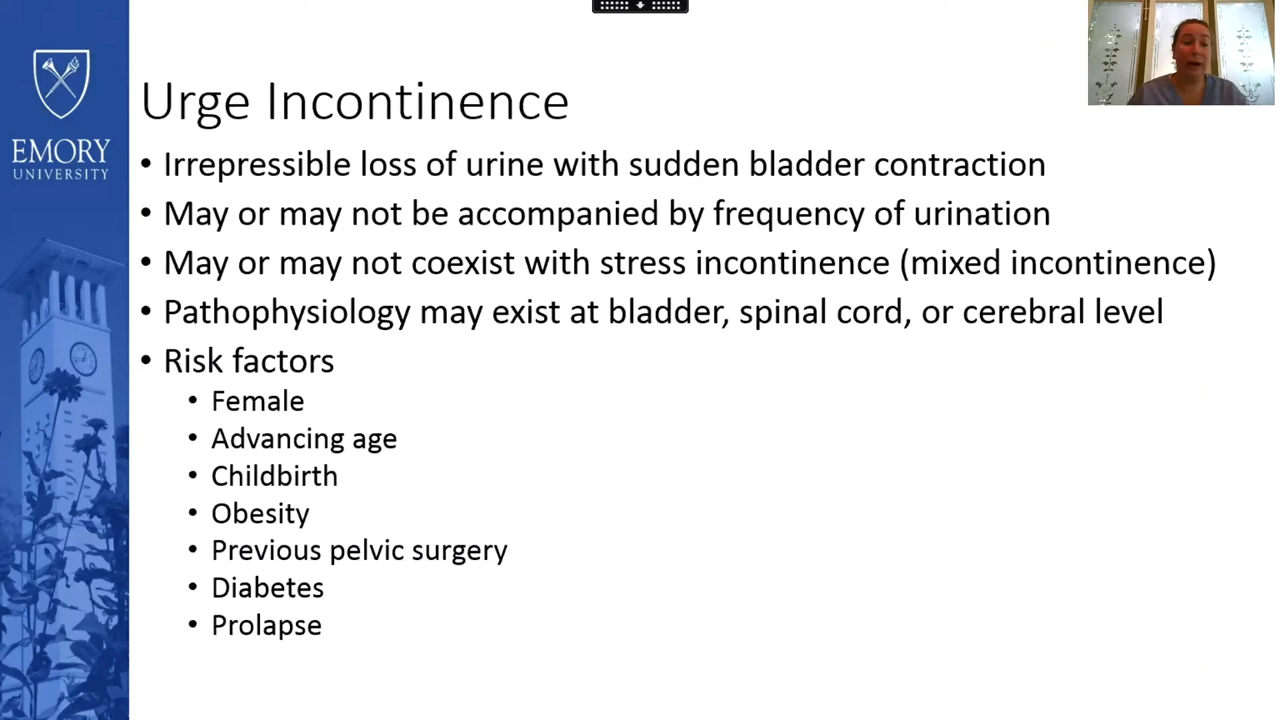 EMORY
UNIVERSITY
Urge Incontinence
• Irrepressible loss of urine with sudden bladder contraction
• May or may not be accompanied by frequency of urination
• May or may not coexist with stress incontinence (mixed incontinence)
• Pathophysiology may exist at bladder, spinal cord, or cerebral level
• Risk factors
• Female
• Advancing age
• Childbirth
• Obesity
• Previous pelvic surgery
• Diabetes
• Prolapse